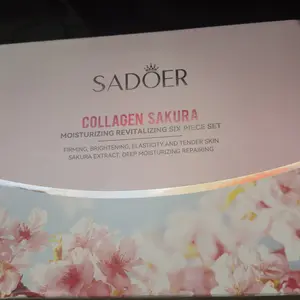 SADOER
COLLAGEN SAKURA
MOISTURIZING REVITALIZING SIX PIECE SET
FIRMING, BRIGHTENING, ELASTICITY AND TENDER SKIN
SAKURA EXTRACT, DEEP MOISTURIZING REPAIRING